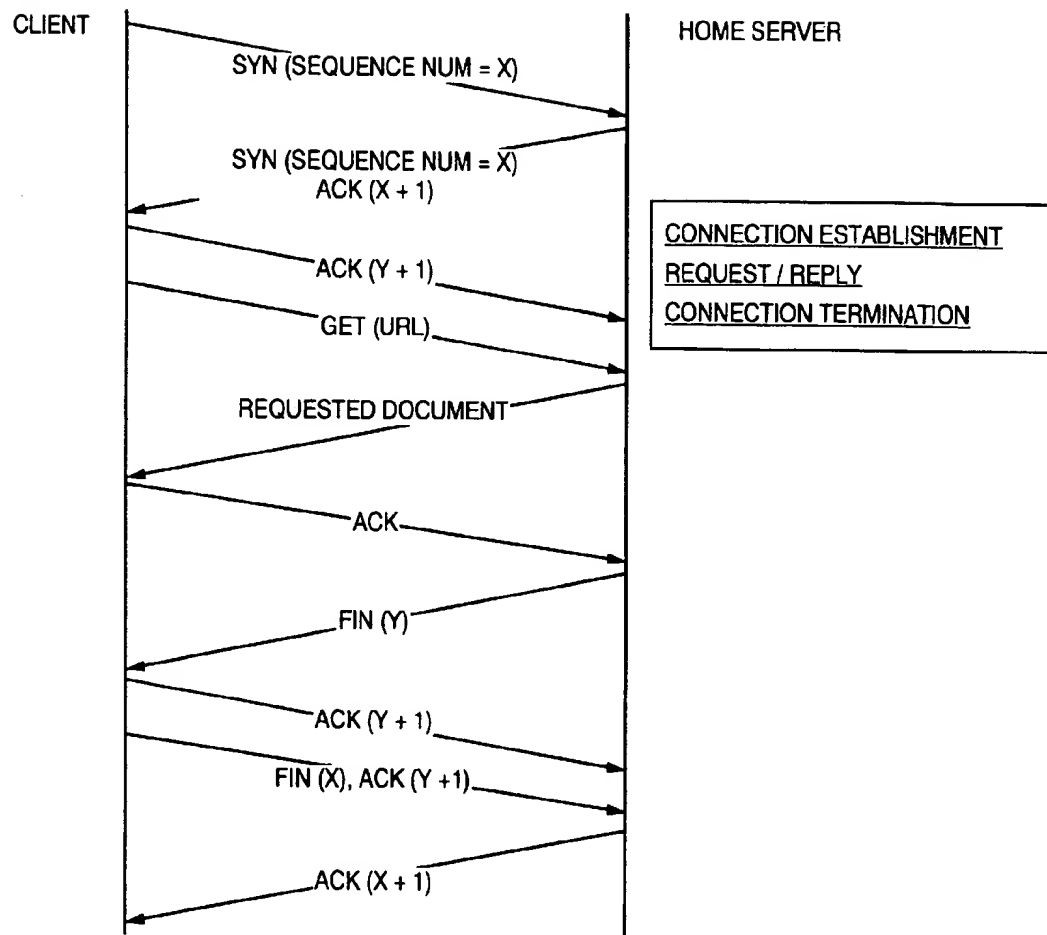 CLIENT
HOME SERVER
SYN (SEQUENCE NUM = X)
SYN (SEQUENCE NUM = X)
ACK (X + 1)
ACK (Y + 1)
GET (URL)
REQUESTED DOCUMENT
ACK
FIN (Y)
ACK (Y + 1)
FIN (X), ACK (Y +1)
ACK (X + 1)
CONNECTION ESTABLISHMENT
REQUEST / REPLY
CONNECTION TERMINATION